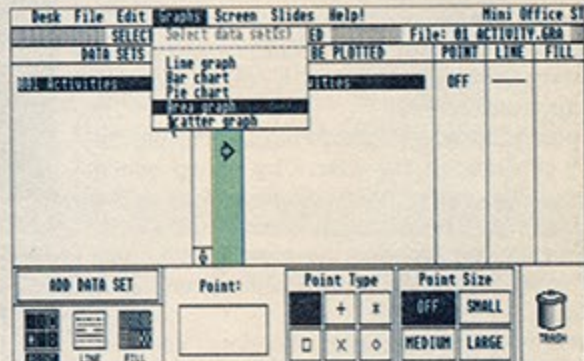 Desk File Edit Graphs Screen Slides Help! Mini Office
SELECT Select data set(s) ED File: 01 ACTIVITY.GRA
DATA SETS BE PLOTTED POINT LINE FILL
Line graph
Bar chart
001 Activities OFF
Pie chart
Area graph
Scatter graph
ADD DATA SET Point: Point Type Point Size
OFF SMALL
MEDIUM LARGE
LINE FILL TRASH